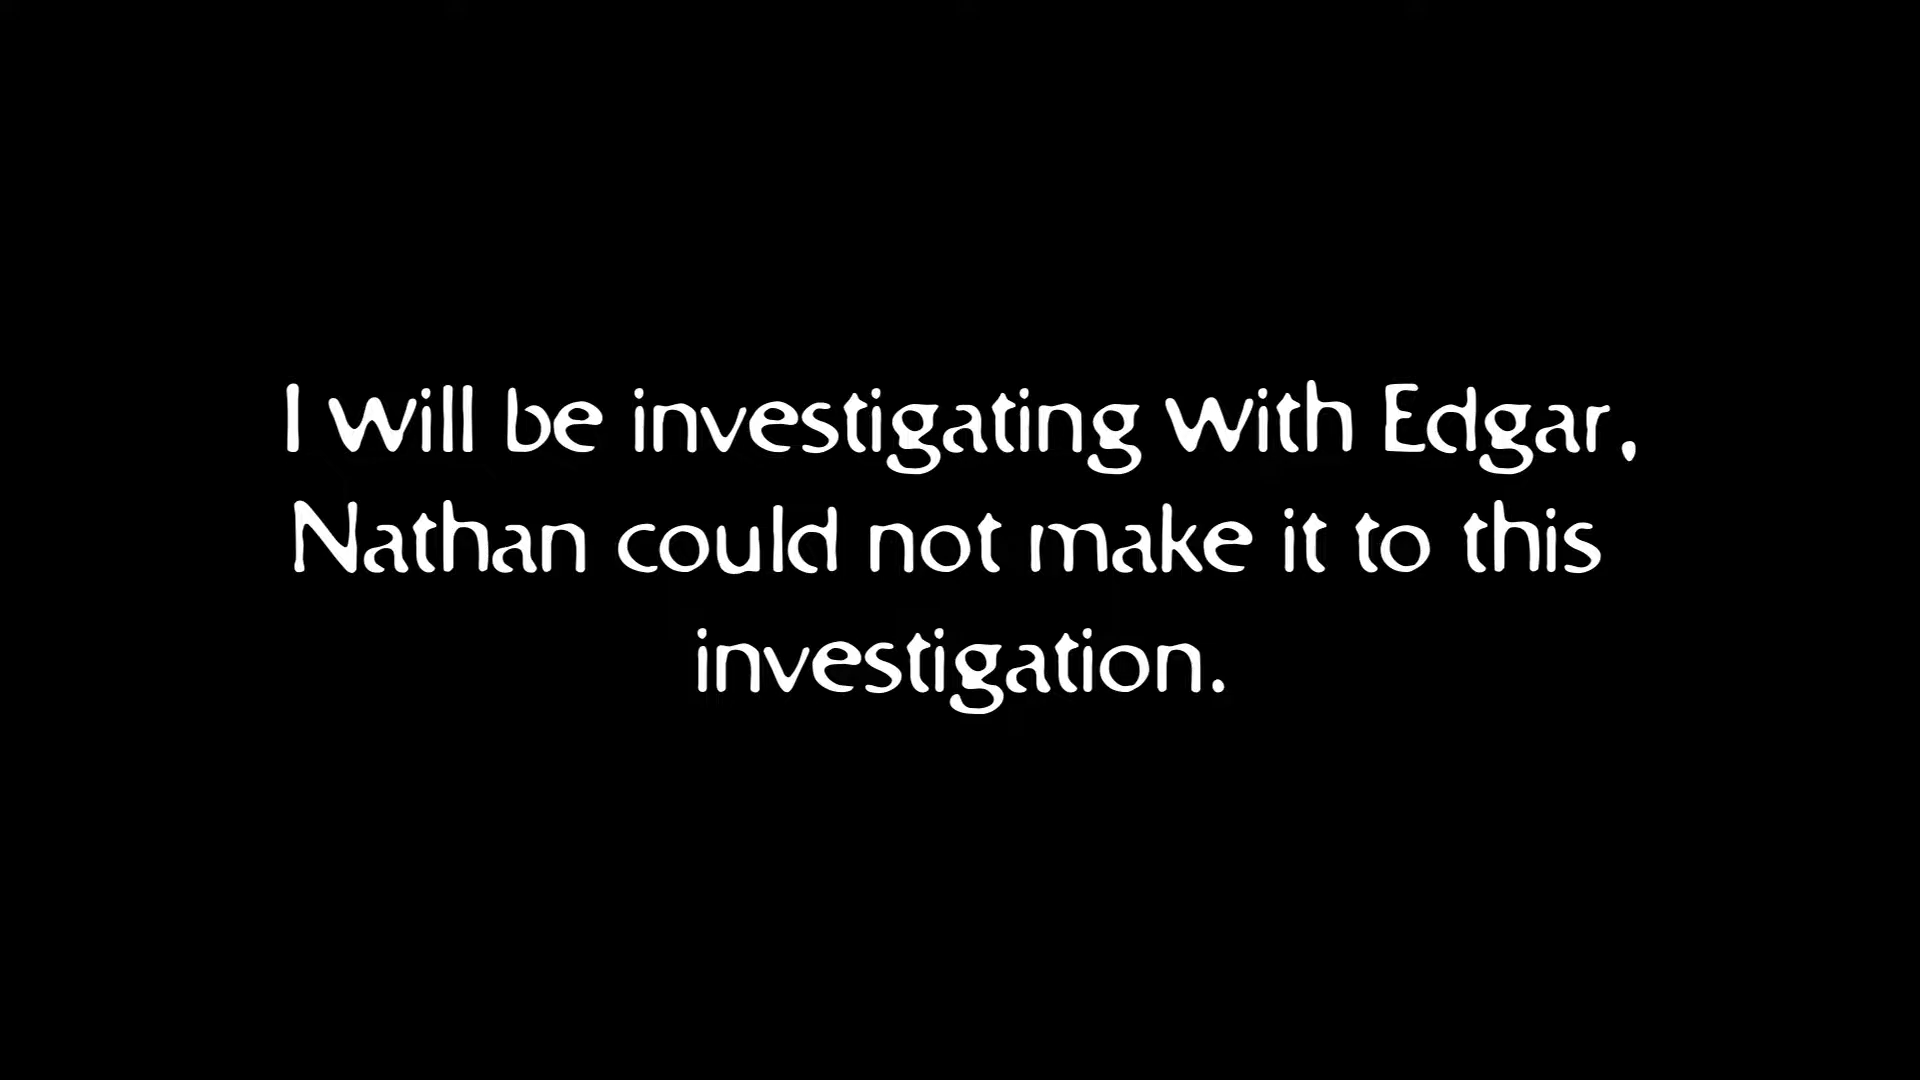 I will be investigating with Edgar,
Nathan could not make it to this
investigation.